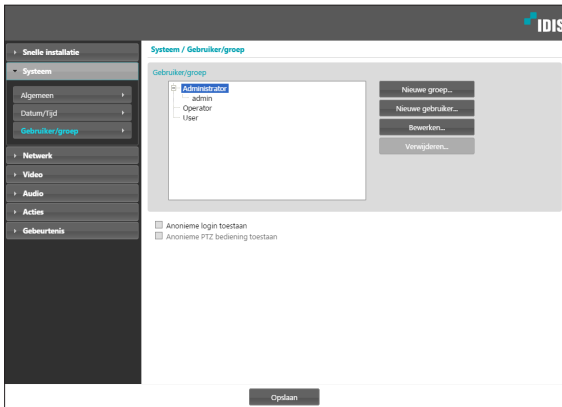 IDIS
Snelle installatie
Systeem
Algemeen
Datum/Tijd
Gebruiker/groep
Netwerk
Video
Audio
Acties
Gebeurtenis
Systeem / Gebruiker/groep
Gebruiker/groep
Administrator
admin
Operator
User
Nieuwe groep...
Nieuwe gebruiker...
Bewerken...
Verwijderen...
Anonieme login toestaan
Anonieme PTZ bediening toestaan
Opslaan